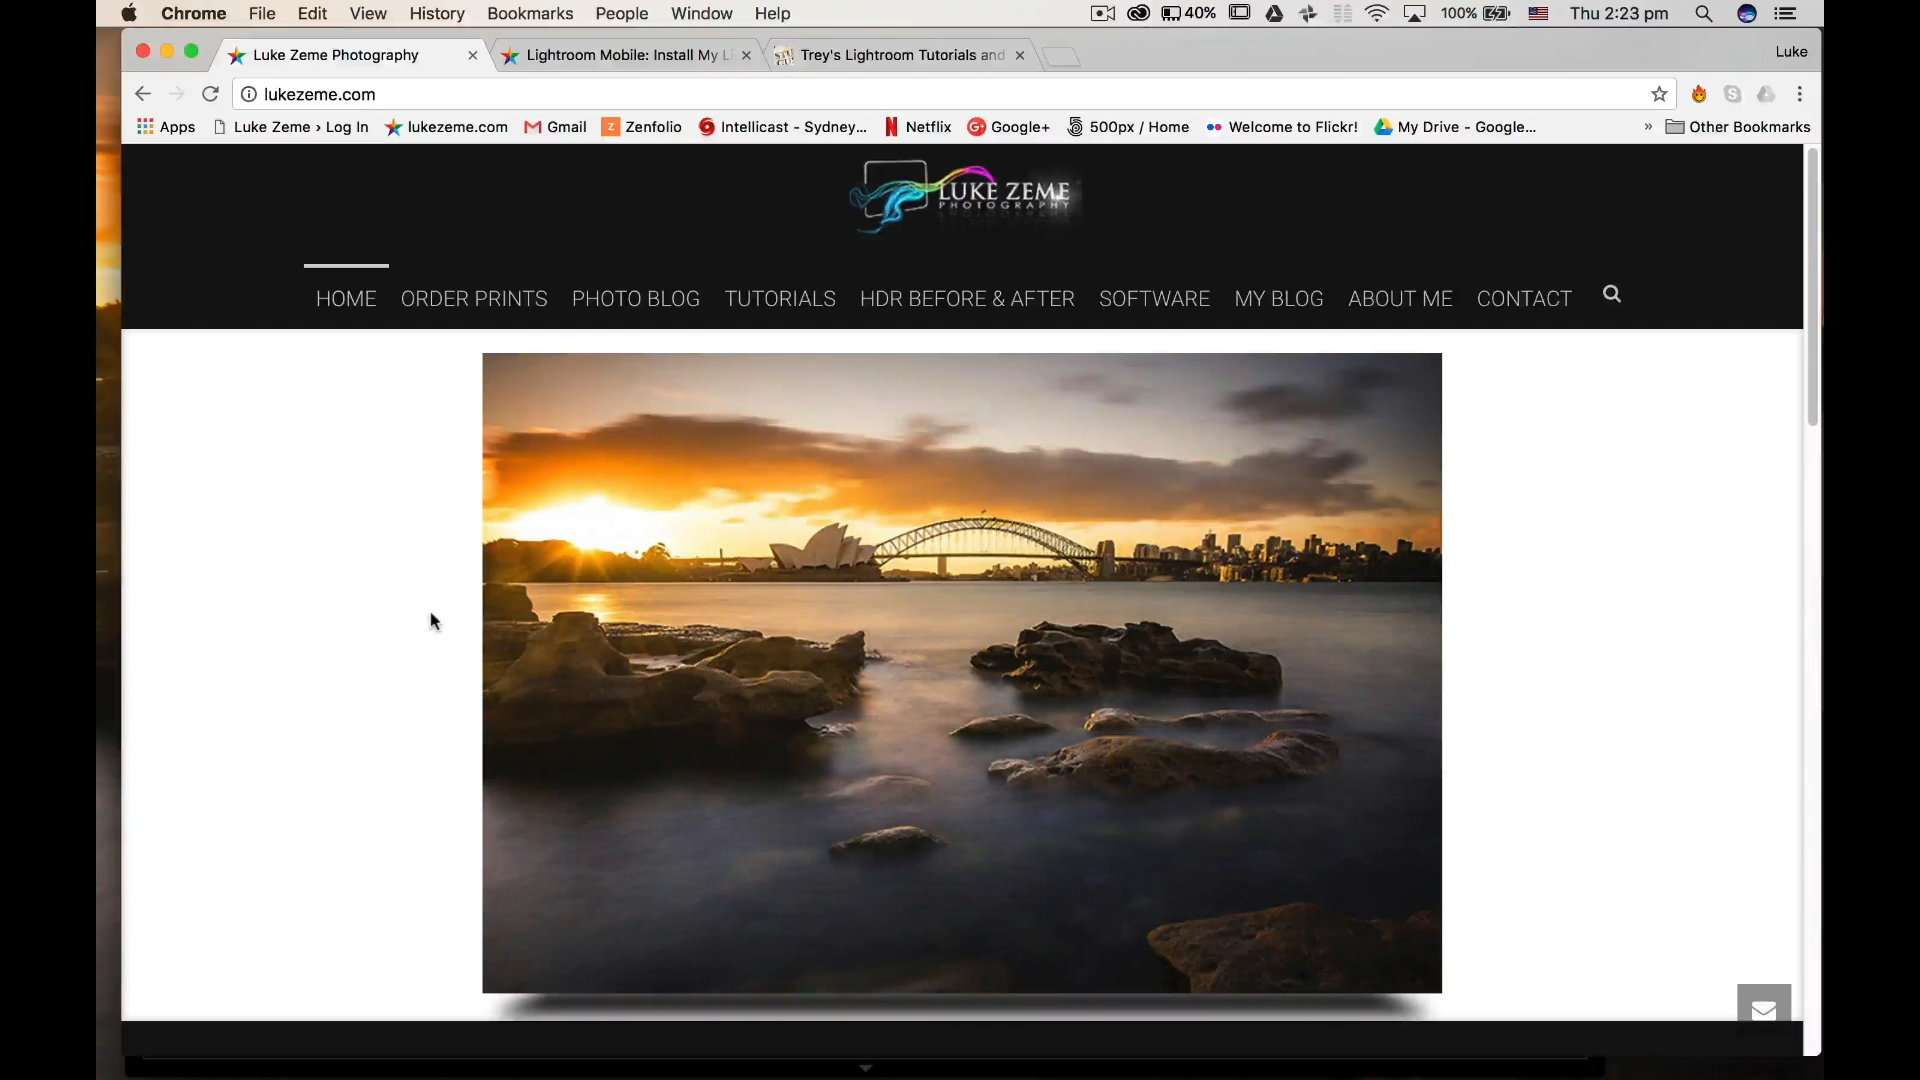 Chrome File Edit View History Bookmarks People Window Help 40% 100% Thu 2:23 pm
Luke Zeme Photography Lightroom Mobile: Install My L Trey's Lightroom Tutorials and Luke
lukezeme.com
Apps Luke Zeme › Log In lukezeme.com Gmail Zenfolio Intellicast - Sydney... Netflix Google+ 500px / Home Welcome to Flickr! My Drive - Google... » Other Bookmarks
LUKE ZEME
PHOTOGRAPHY
HOME ORDER PRINTS PHOTO BLOG TUTORIALS HDR BEFORE & AFTER SOFTWARE MY BLOG ABOUT ME CONTACT